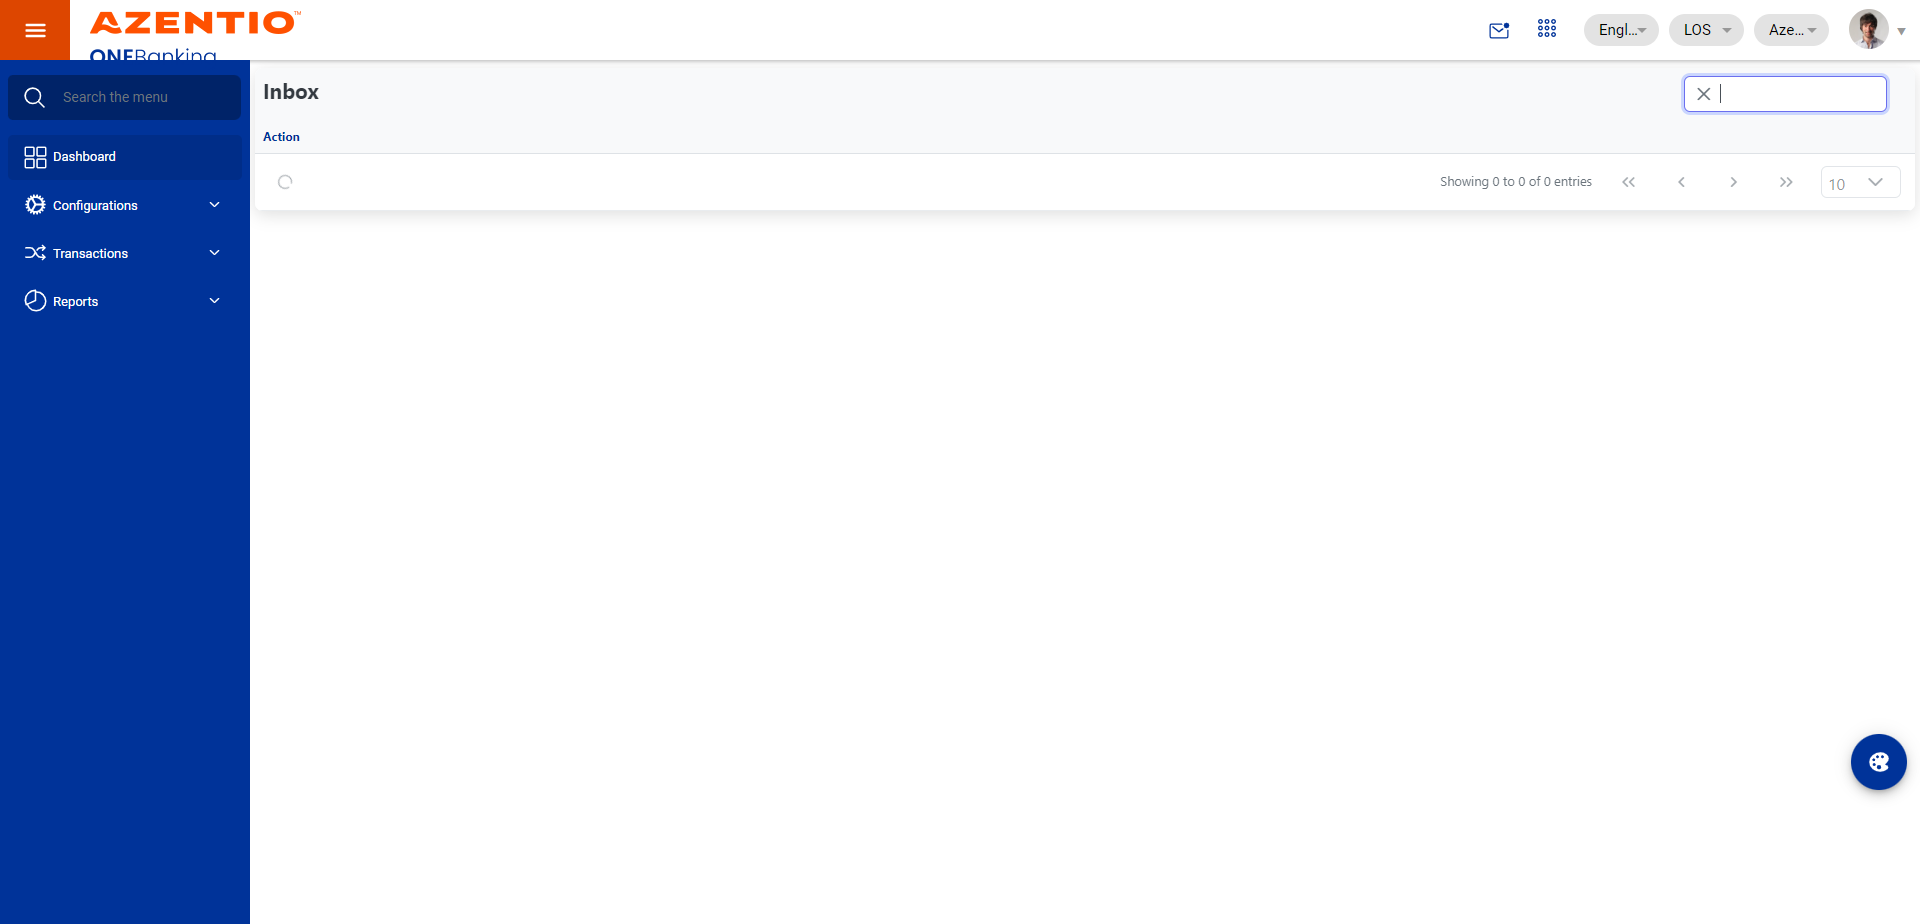 AZENTIO™
ONEBanking
Engl...
LOS
Aze...
Search the menu
Dashboard
Configurations
Transactions
Reports
Inbox
Action
Showing 0 to 0 of 0 entries
10